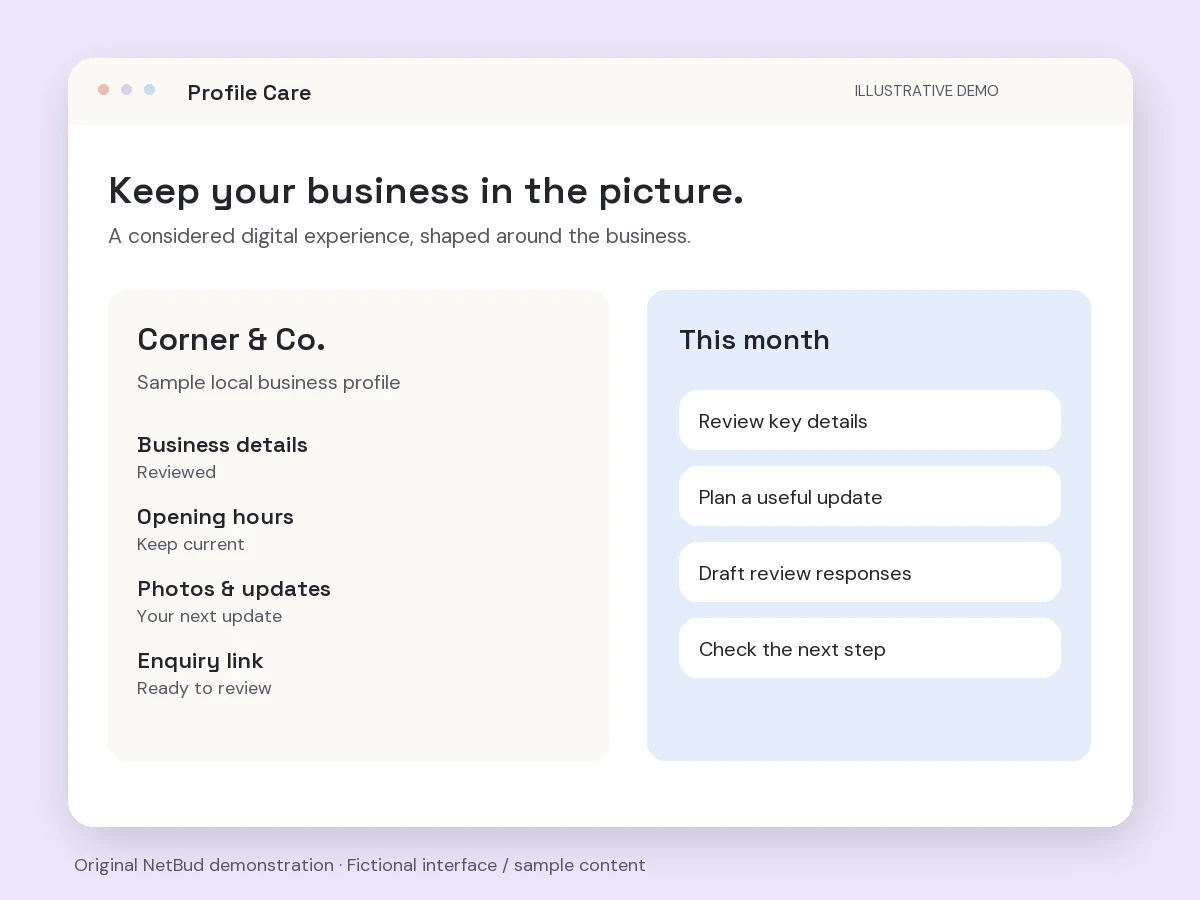 Profile Care
ILLUSTRATIVE DEMO
Keep your business in the picture.
A considered digital experience, shaped around the business.
Corner & Co.
Sample local business profile
Business details
Reviewed
Opening hours
Keep current
Photos & updates
Your next update
Enquiry link
Ready to review
This month
Review key details
Plan a useful update
Draft review responses
Check the next step
Original NetBud demonstration · Fictional interface / sample content